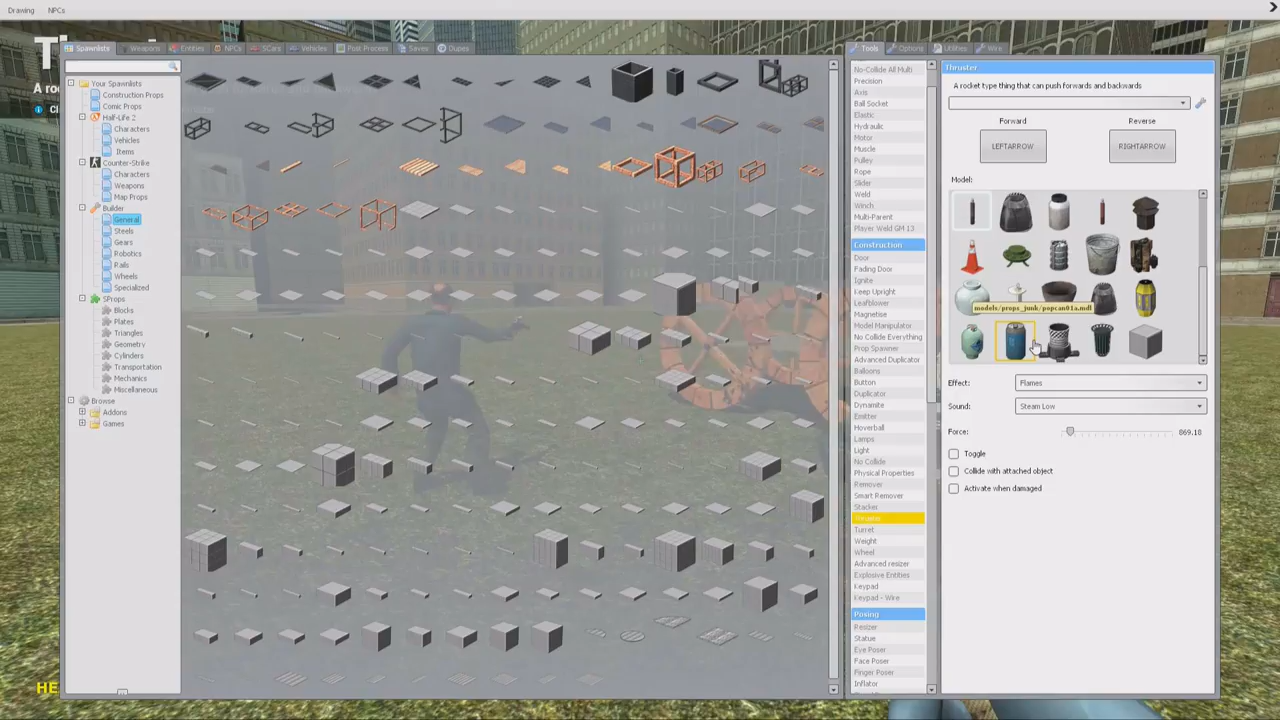 Drawing NPCs
Spawnlists Weapons Entities NPCs SCars Vehicles Post Process Saves Dupes
Your Spawnlists
Construction Props
Comic Props
Half-Life 2
Characters
Vehicles
Items
Counter-Strike
Characters
Weapons
Map Props
Builder
General
Steels
Gears
Robotics
Rails
Wheels
Specialized
SProps
Blocks
Plates
Triangles
Geometry
Cylinders
Transportation
Mechanics
Miscellaneous
Browse
Addons
Games
HE
Tools Options Utilities Wire
No-Collide All Multi
Precision
Axis
Ball Socket
Elastic
Hydraulic
Motor
Muscle
Pulley
Rope
Slider
Weld
Winch
Multi-Parent
Player Weld GM 13
Construction
Door
Fading Door
Ignite
Keep Upright
Leafblower
Magnetise
Model Manipulator
No Collide Everything
Prop Spawner
Advanced Duplicator
Balloons
Button
Duplicator
Dynamite
Emitter
Hoverball
Lamps
Light
No Collide
Physical Properties
Remover
Smart Remover
Stacker
Thruster
Turret
Weight
Wheel
Advanced resizer
Explosive Entities
Keypad
Keypad - Wire
Posing
Resizer
Statue
Eye Poser
Face Poser
Finger Poser
Inflator
Thruster
A rocket type thing that can push forwards and backwards
Forward Reverse
LEFTARROW RIGHTARROW
Model:
models/props_junk/popcan01a.mdl
Effect: Flames
Sound: Steam Low
Force: 869.18
Toggle
Collide with attached object
Activate when damaged